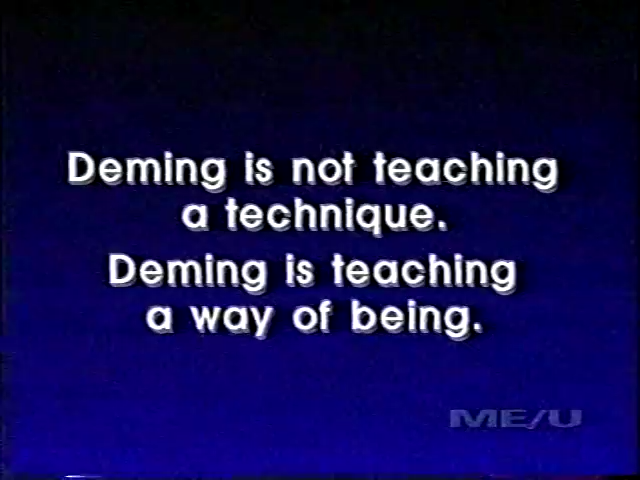 Deming is not teaching
a technique.
Deming is teaching
a way of being.
ME/U